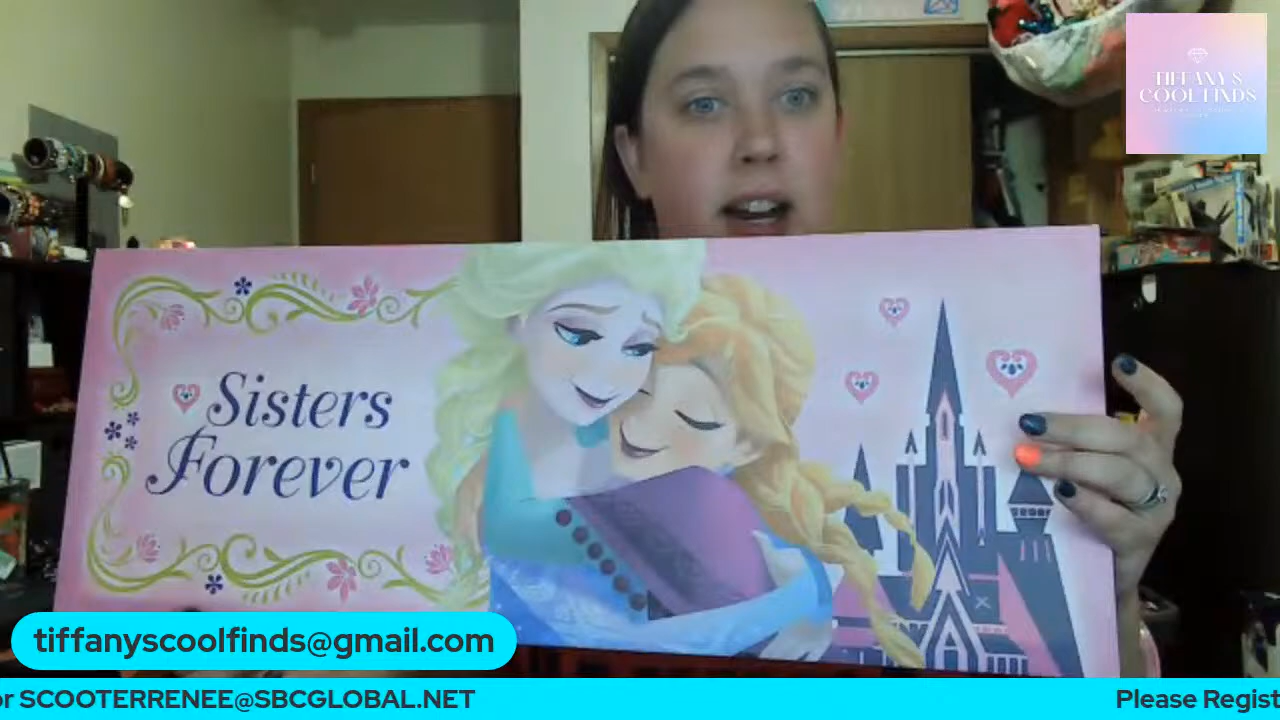 TIFFANY'S
COOL FINDS
Sisters
Forever
tiffanyscoolfinds@gmail.com
or SCOOTERRENEE@SBCGLOBAL.NET
Please Regist